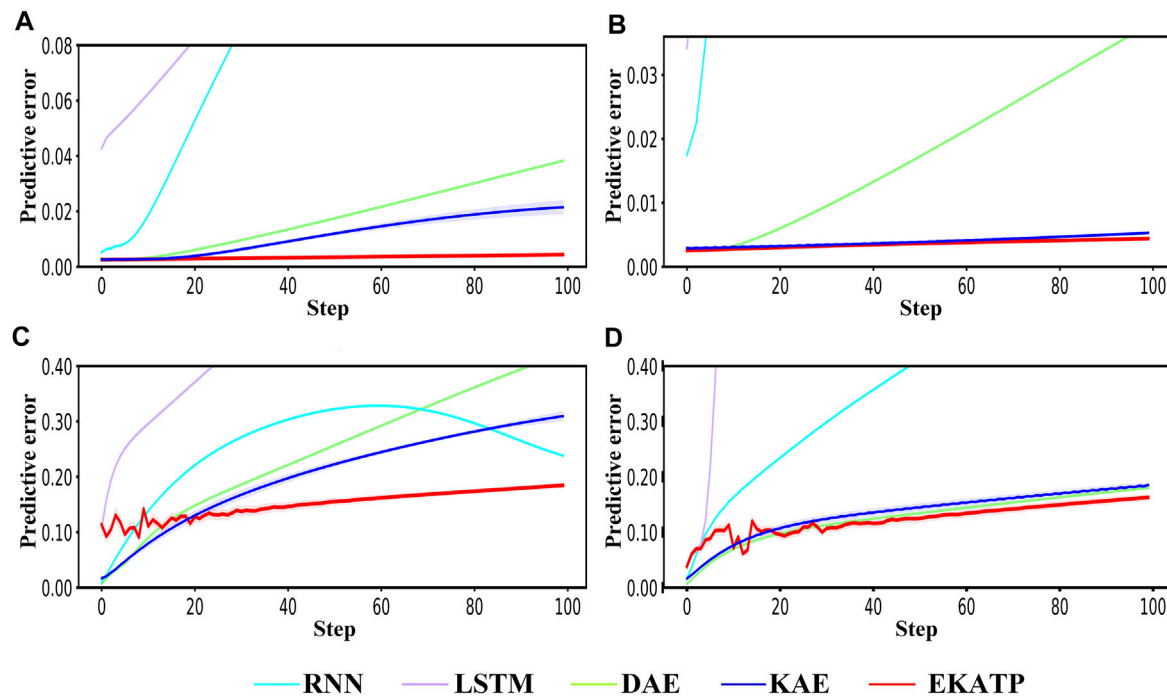 A
Predictive error
0.08
0.06
0.04
0.02
0.00
0 20 40 60 80 100
Step
B
Predictive error
0.03
0.02
0.01
0.00
0 20 40 60 80 100
Step
C
Predictive error
0.40
0.30
0.20
0.10
0.00
0 20 40 60 80 100
Step
D
Predictive error
0.40
0.30
0.20
0.10
0.00
0 20 40 60 80 100
Step
RNN LSTM DAE KAE EKATP